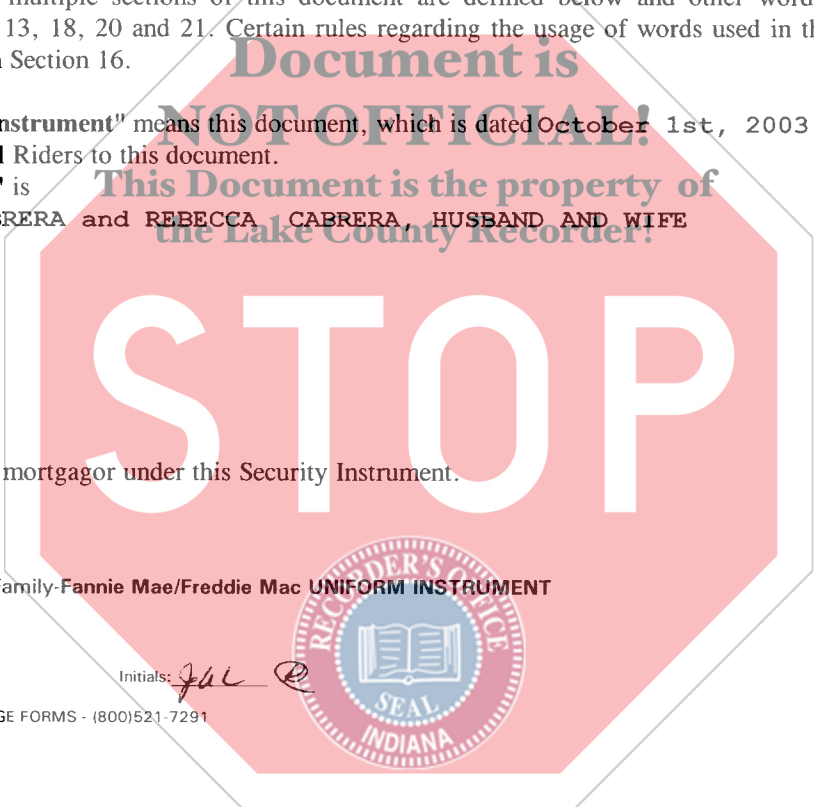 multiple sections of this document are defined below and other word
13, 18, 20 and 21. Certain rules regarding the usage of words used in th
Section 16.
Document is
NOT OFFICIAL!
nstrument" means this document, which is dated October 1st, 2003
Riders to this document.
This Document is the property of
" is
RERA and REBECCA CABRERA, HUSBAND AND WIFE
the Lake County Recorder!
STOP
mortgagor under this Security Instrument.
Family-Fannie Mae/Freddie Mac UNIFORM INSTRUMENT
RECORDER'S OFFICE
SEAL
INDIANA
Initials:
GE FORMS - (800)521-7291